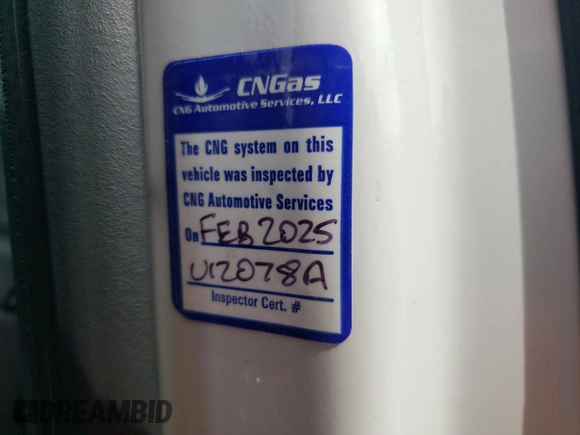 CNGas
CNG Automotive Services, LLC
The CNG system on this
vehicle was inspected by
CNG Automotive Services
On FEB 2025
U12078A
Inspector Cert. #
DREAMBID